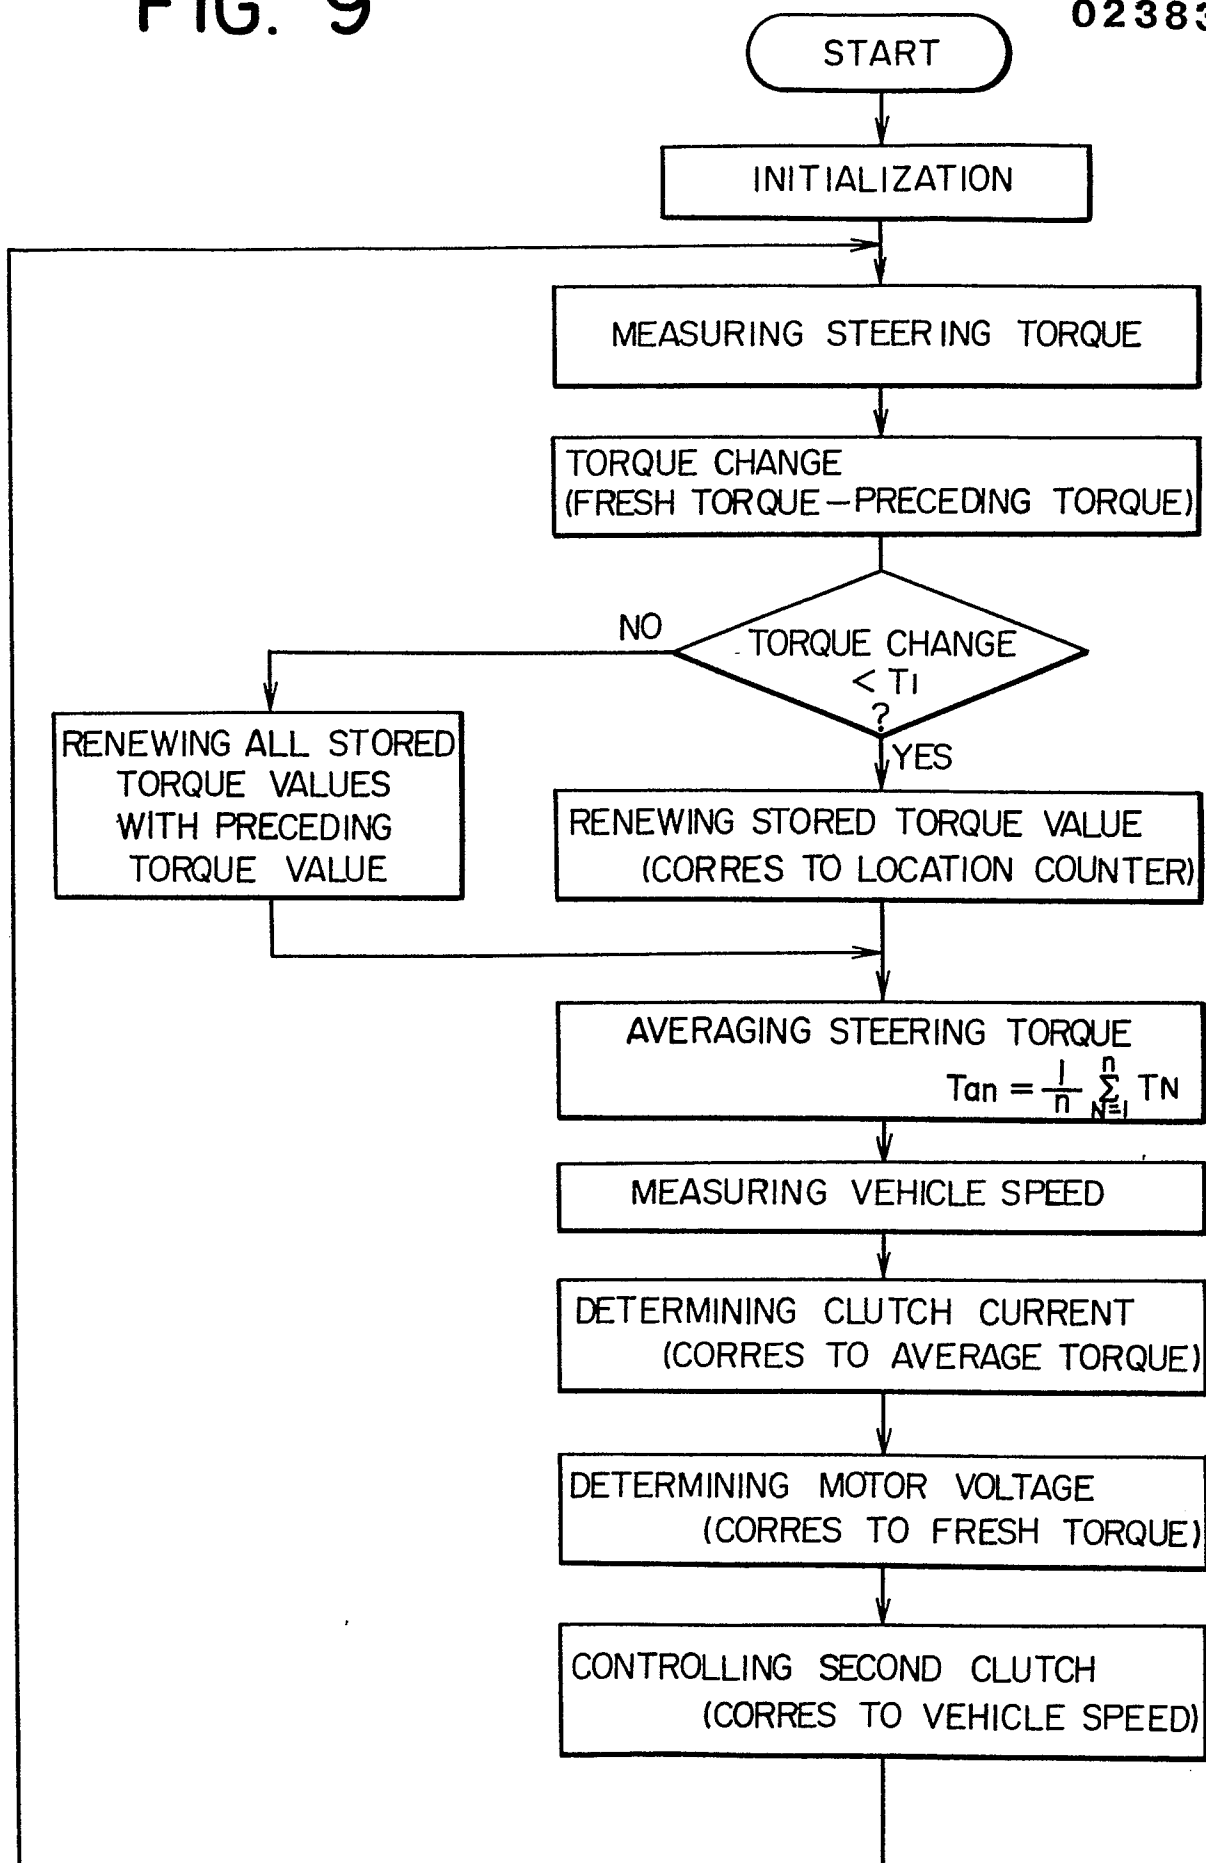 FIG. 9
0238
START
INITIALIZATION
MEASURING STEERING TORQUE
TORQUE CHANGE
(FRESH TORQUE—PRECEDING TORQUE)
NO
TORQUE CHANGE
< T1
?
YES
RENEWING ALL STORED
TORQUE VALUES
WITH PRECEDING
TORQUE VALUE
RENEWING STORED TORQUE VALUE
(CORRES TO LOCATION COUNTER)
AVERAGING STEERING TORQUE
Tan = 1/n Σ(N=1 to n) TN
MEASURING VEHICLE SPEED
DETERMINING CLUTCH CURRENT
(CORRES TO AVERAGE TORQUE)
DETERMINING MOTOR VOLTAGE
(CORRES TO FRESH TORQUE)
CONTROLLING SECOND CLUTCH
(CORRES TO VEHICLE SPEED)